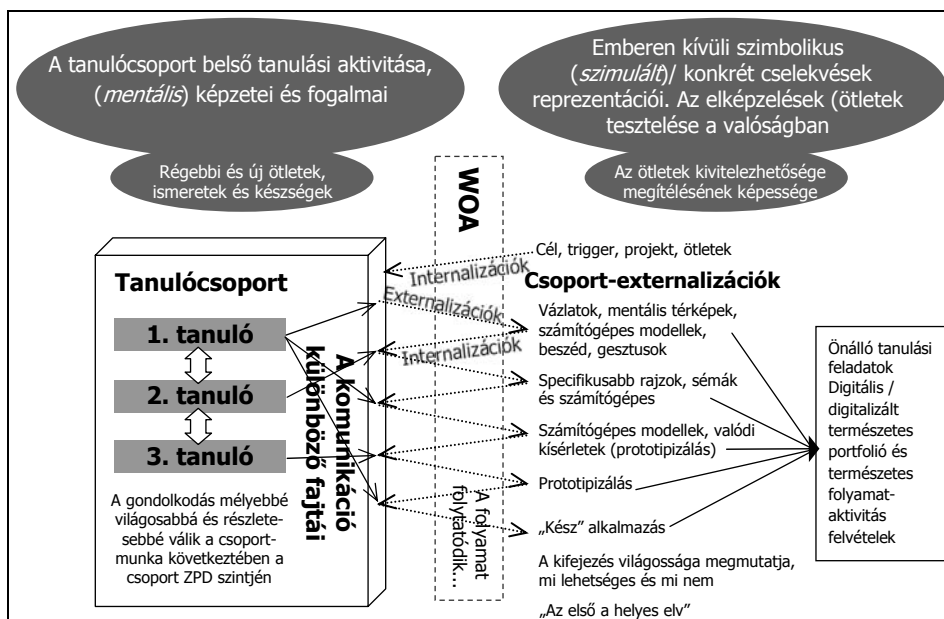 A tanulócsoport belső tanulási aktivitása,
(mentális) képzetei és fogalmai
Emberen kívüli szimbolikus
(szimulált)/ konkrét cselekvések
reprezentációi. Az elképzelések (ötletek
tesztelése a valóságban
Régebbi és új ötletek,
ismeretek és készségek
Az ötletek kivitelezhetősége
megítélésének képessége
WOA
Tanulócsoport
1. tanuló
2. tanuló
3. tanuló
A gondolkodás mélyebbé
világosabbá és részlete-
sebbé válik a csoport-
munka következtében a
csoport ZPD szintjén
A komunikáció
különböző fajtái
Internalizációk
Externalizációk
Internalizációk
A folyamat
folytatódik...
Cél, trigger, projekt, ötletek
Csoport-externalizációk
Vázlatok, mentális térképek,
számítógépes modellek,
beszéd, gesztusok
Specifikusabb rajzok, sémák
és számítógépes
Számítógépes modellek, valódi
kísérletek (prototipizálás)
Prototipizálás
„Kész” alkalmazás
A kifejezés világossága megmutatja,
mi lehetséges és mi nem
„Az első a helyes elv”
Önálló tanulási
feladatok
Digitális /
digitalizált
természetes
portfolió és
természetes
folyamat-
aktivitás
felvételek